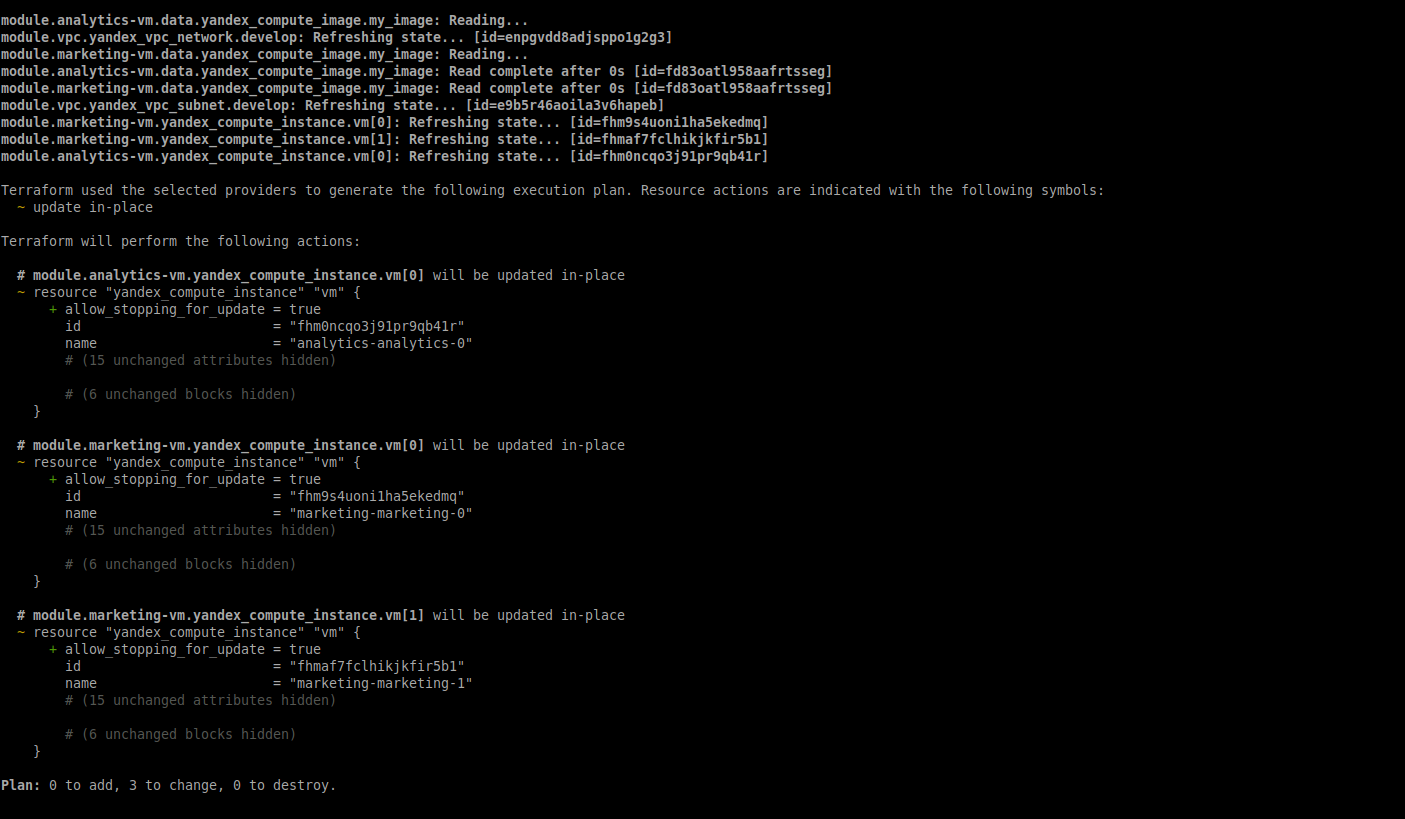 module.analytics-vm.data.yandex_compute_image.my_image: Reading...
module.vpc.yandex_vpc_network.develop: Refreshing state... [id=enpgvdd8adjsppo1g2g3]
module.marketing-vm.data.yandex_compute_image.my_image: Reading...
module.analytics-vm.data.yandex_compute_image.my_image: Read complete after 0s [id=fd83oatl958aafrtsseg]
module.marketing-vm.data.yandex_compute_image.my_image: Read complete after 0s [id=fd83oatl958aafrtsseg]
module.vpc.yandex_vpc_subnet.develop: Refreshing state... [id=e9b5r46aoila3v6hapeb]
module.marketing-vm.yandex_compute_instance.vm[0]: Refreshing state... [id=fhm9s4uoni1ha5ekedmq]
module.marketing-vm.yandex_compute_instance.vm[1]: Refreshing state... [id=fhmaf7fclhikjkfir5b1]
module.analytics-vm.yandex_compute_instance.vm[0]: Refreshing state... [id=fhm0ncqo3j91pr9qb41r]
Terraform used the selected providers to generate the following execution plan. Resource actions are indicated with the following symbols:
  ~ update in-place
Terraform will perform the following actions:
  # module.analytics-vm.yandex_compute_instance.vm[0] will be updated in-place
  ~ resource "yandex_compute_instance" "vm" {
      + allow_stopping_for_update = true
        id                        = "fhm0ncqo3j91pr9qb41r"
        name                      = "analytics-analytics-0"
        # (15 unchanged attributes hidden)
        # (6 unchanged blocks hidden)
    }
  # module.marketing-vm.yandex_compute_instance.vm[0] will be updated in-place
  ~ resource "yandex_compute_instance" "vm" {
      + allow_stopping_for_update = true
        id                        = "fhm9s4uoni1ha5ekedmq"
        name                      = "marketing-marketing-0"
        # (15 unchanged attributes hidden)
        # (6 unchanged blocks hidden)
    }
  # module.marketing-vm.yandex_compute_instance.vm[1] will be updated in-place
  ~ resource "yandex_compute_instance" "vm" {
      + allow_stopping_for_update = true
        id                        = "fhmaf7fclhikjkfir5b1"
        name                      = "marketing-marketing-1"
        # (15 unchanged attributes hidden)
        # (6 unchanged blocks hidden)
    }
Plan: 0 to add, 3 to change, 0 to destroy.